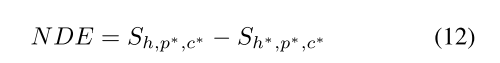 $NDE = S_{h,p^*,c^*} - S_{h^*,p^*,c^*}$ (12)